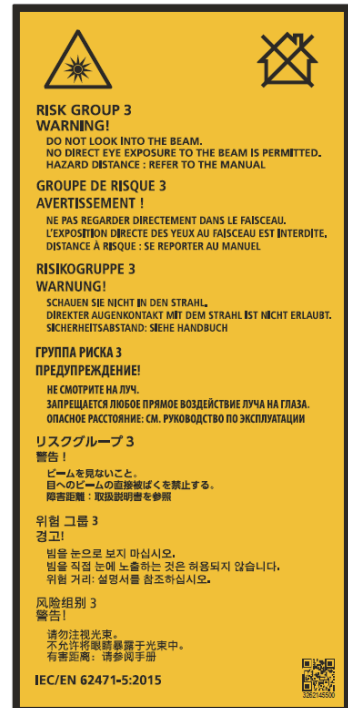 RISK GROUP 3
WARNING!
DO NOT LOOK INTO THE BEAM.
NO DIRECT EYE EXPOSURE TO THE BEAM IS PERMITTED.
HAZARD DISTANCE : REFER TO THE MANUAL
GROUPE DE RISQUE 3
AVERTISSEMENT !
NE PAS REGARDER DIRECTEMENT DANS LE FAISCEAU.
L'EXPOSITION DIRECTE DES YEUX AU FAISCEAU EST INTERDITE.
DISTANCE À RISQUE : SE REPORTER AU MANUEL
RISIKOGRUPPE 3
WARNUNG!
SCHAUEN SIE NICHT IN DEN STRAHL.
DIREKTER AUGENKONTAKT MIT DEM STRAHL IST NICHT ERLAUBT.
SICHERHEITSABSTAND: SIEHE HANDBUCH
ГРУППА РИСКА 3
ПРЕДУПРЕЖДЕНИЕ!
НЕ СМОТРИТЕ НА ЛУЧ.
ЗАПРЕЩАЕТСЯ ЛЮБОЕ ПРЯМОЕ ВОЗДЕЙСТВИЕ ЛУЧА НА ГЛАЗА.
ОПАСНОЕ РАССТОЯНИЕ: СМ. РУКОВОДСТВО ПО ЭКСПЛУАТАЦИИ
リスクグループ 3
警告！
ビームを見ないこと。
目へのビームの直接被ばくを禁止する。
障害距離：取扱説明書を参照
위험 그룹 3
경고!
빔을 눈으로 보지 마십시오.
빔을 직접 눈에 노출하는 것은 허용되지 않습니다.
위험 거리: 설명서를 참조하십시오.
风险组别 3
警告！
请勿注视光束。
不允许将眼睛暴露于光束中。
有害距离：请参阅手册
IEC/EN 62471-5:2015
3262145500